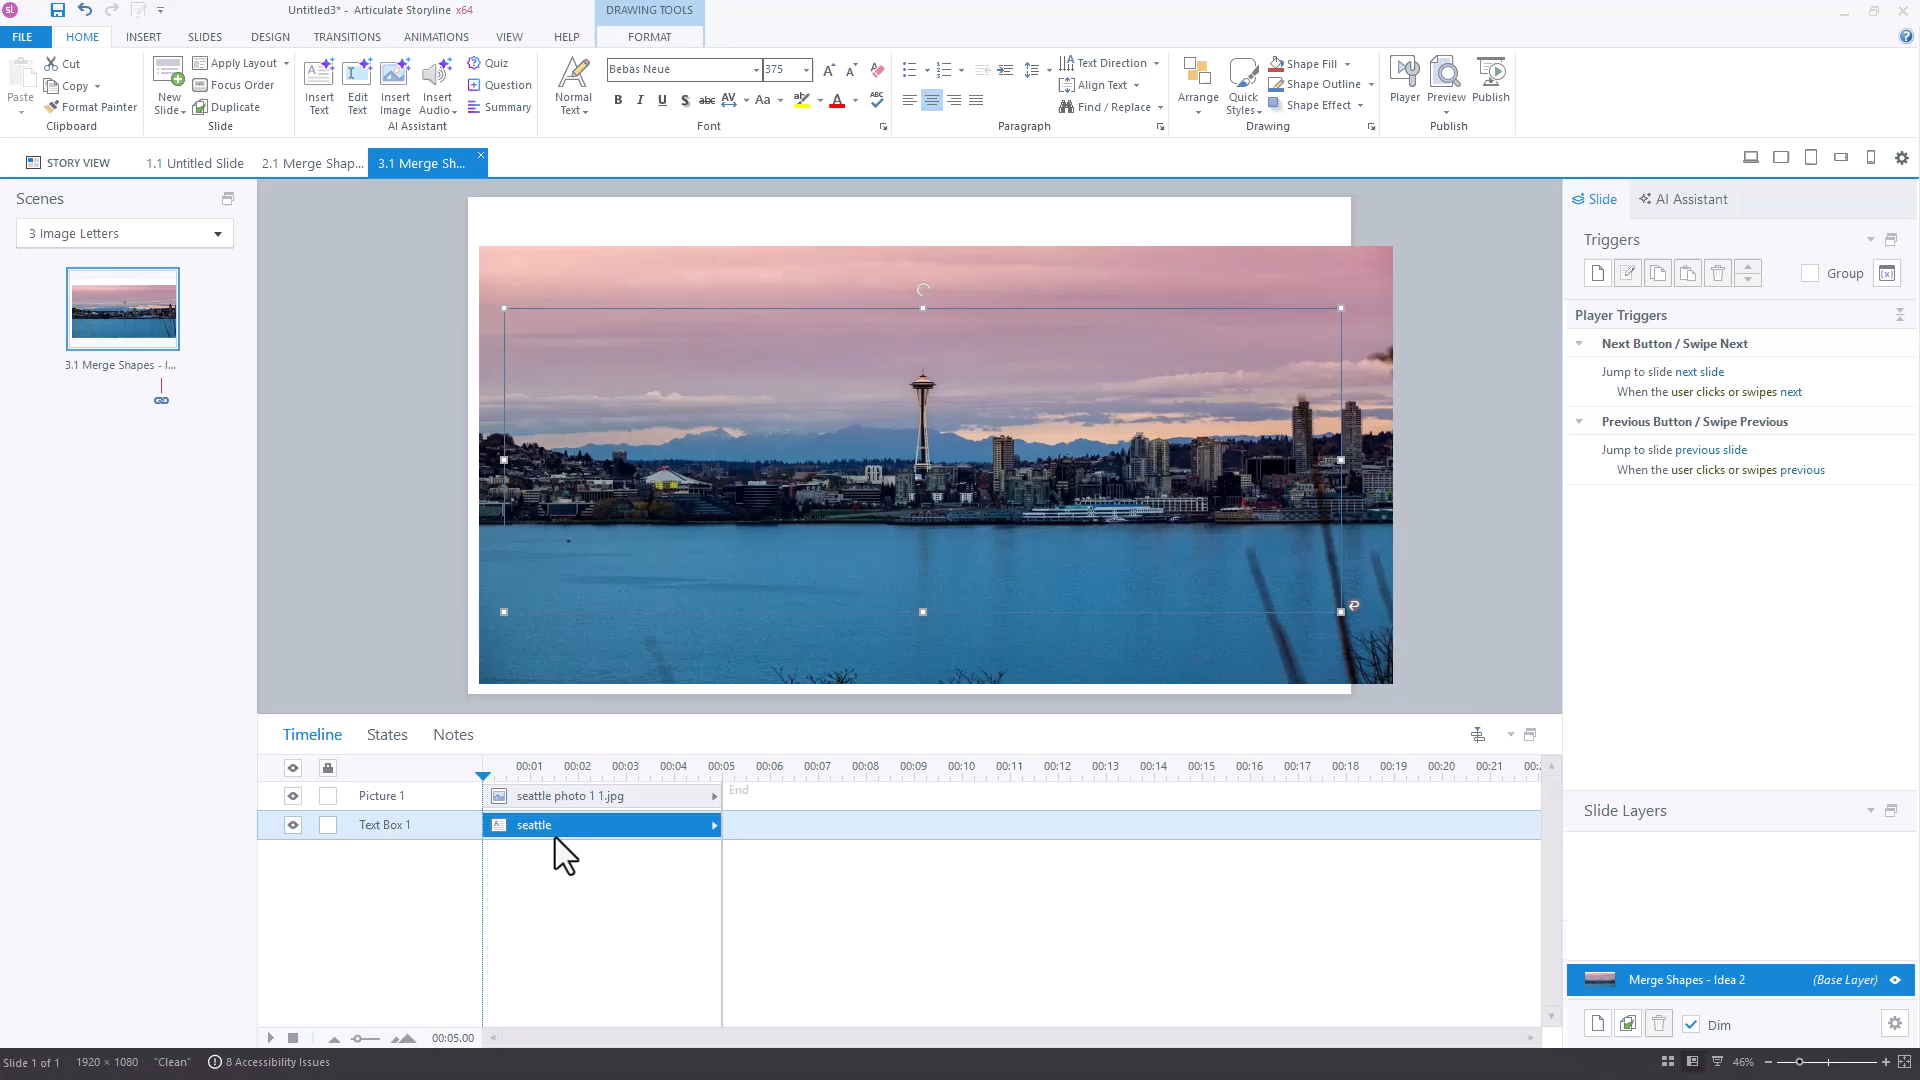 Untitled3* - Articulate Storyline x64
DRAWING TOOLS
FILE
HOME
INSERT
SLIDES
DESIGN
TRANSITIONS
ANIMATIONS
VIEW
HELP
FORMAT
Paste
Cut
Copy
Format Painter
Clipboard
New
Slide
Apply Layout
Focus Order
Duplicate
Slide
Insert
Text
Edit
Text
Insert
Image
Insert
Audio
Quiz
Question
Summary
AI Assistant
Normal
Text
Bebas Neue
375
Font
Text Direction
Align Text
Find / Replace
Paragraph
Arrange
Quick
Styles
Shape Fill
Shape Outline
Shape Effect
Drawing
Player
Preview
Publish
Publish
STORY VIEW
1.1 Untitled Slide
2.1 Merge Shap...
3.1 Merge Sh...
Scenes
3 Image Letters
3.1 Merge Shapes - I...
Slide
AI Assistant
Triggers
Group
Player Triggers
Next Button / Swipe Next
Jump to slide next slide
When the user clicks or swipes next
Previous Button / Swipe Previous
Jump to slide previous slide
When the user clicks or swipes previous
Timeline
States
Notes
00:01 00:02 00:03 00:04 00:05 00:06 00:07 00:08 00:09 00:10 00:11 00:12 00:13 00:14 00:15 00:16 00:17 00:18 00:19 00:20 00:21
Picture 1
seattle photo 1 1.jpg
End
Text Box 1
seattle
00:05.00
Slide Layers
Merge Shapes - Idea 2
(Base Layer)
Dim
Slide 1 of 1
1920 × 1080
"Clean"
8 Accessibility Issues
46%